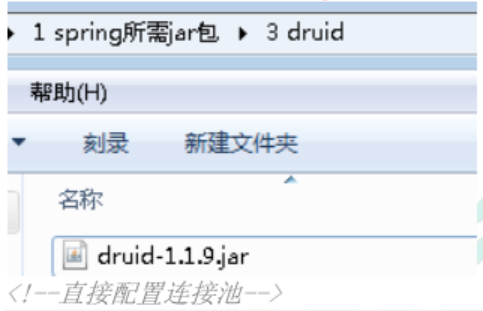 1 spring所需jar包 ▸ 3 druid
帮助(H)
刻录 新建文件夹
名称
druid-1.1.9.jar
<!--直接配置连接池-->